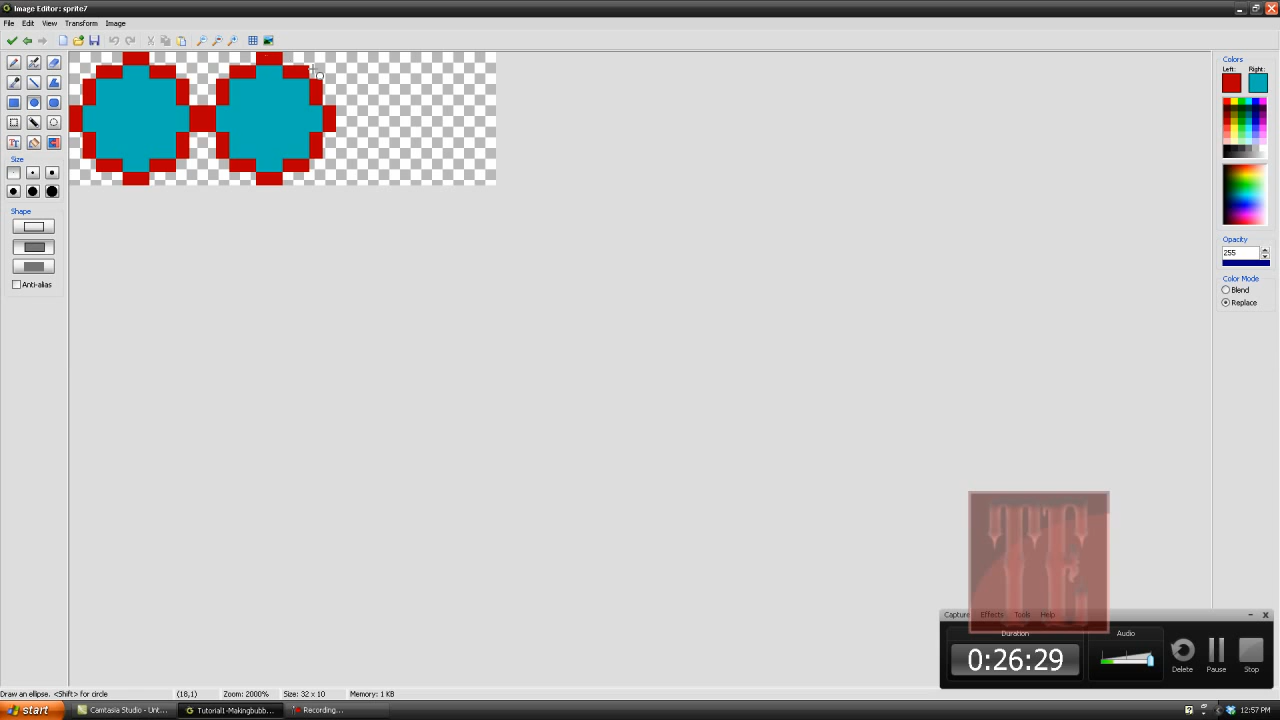 Image Editor: sprite7
File Edit View Transform Image
Size
Shape
Anti-alias
Colors
Left: Right:
Opacity
255
Color Mode
Blend
Replace
Capture Effects Tools Help
Duration Audio
0:26:29
Delete Pause Stop
Draw an ellipse. <Shift> for circle (18,1) Zoom: 2000% Size: 32 x 10 Memory: 1 KB
start Camtasia Studio - Unt... Tutorial1-Makingbubb... Recording... 12:57 PM